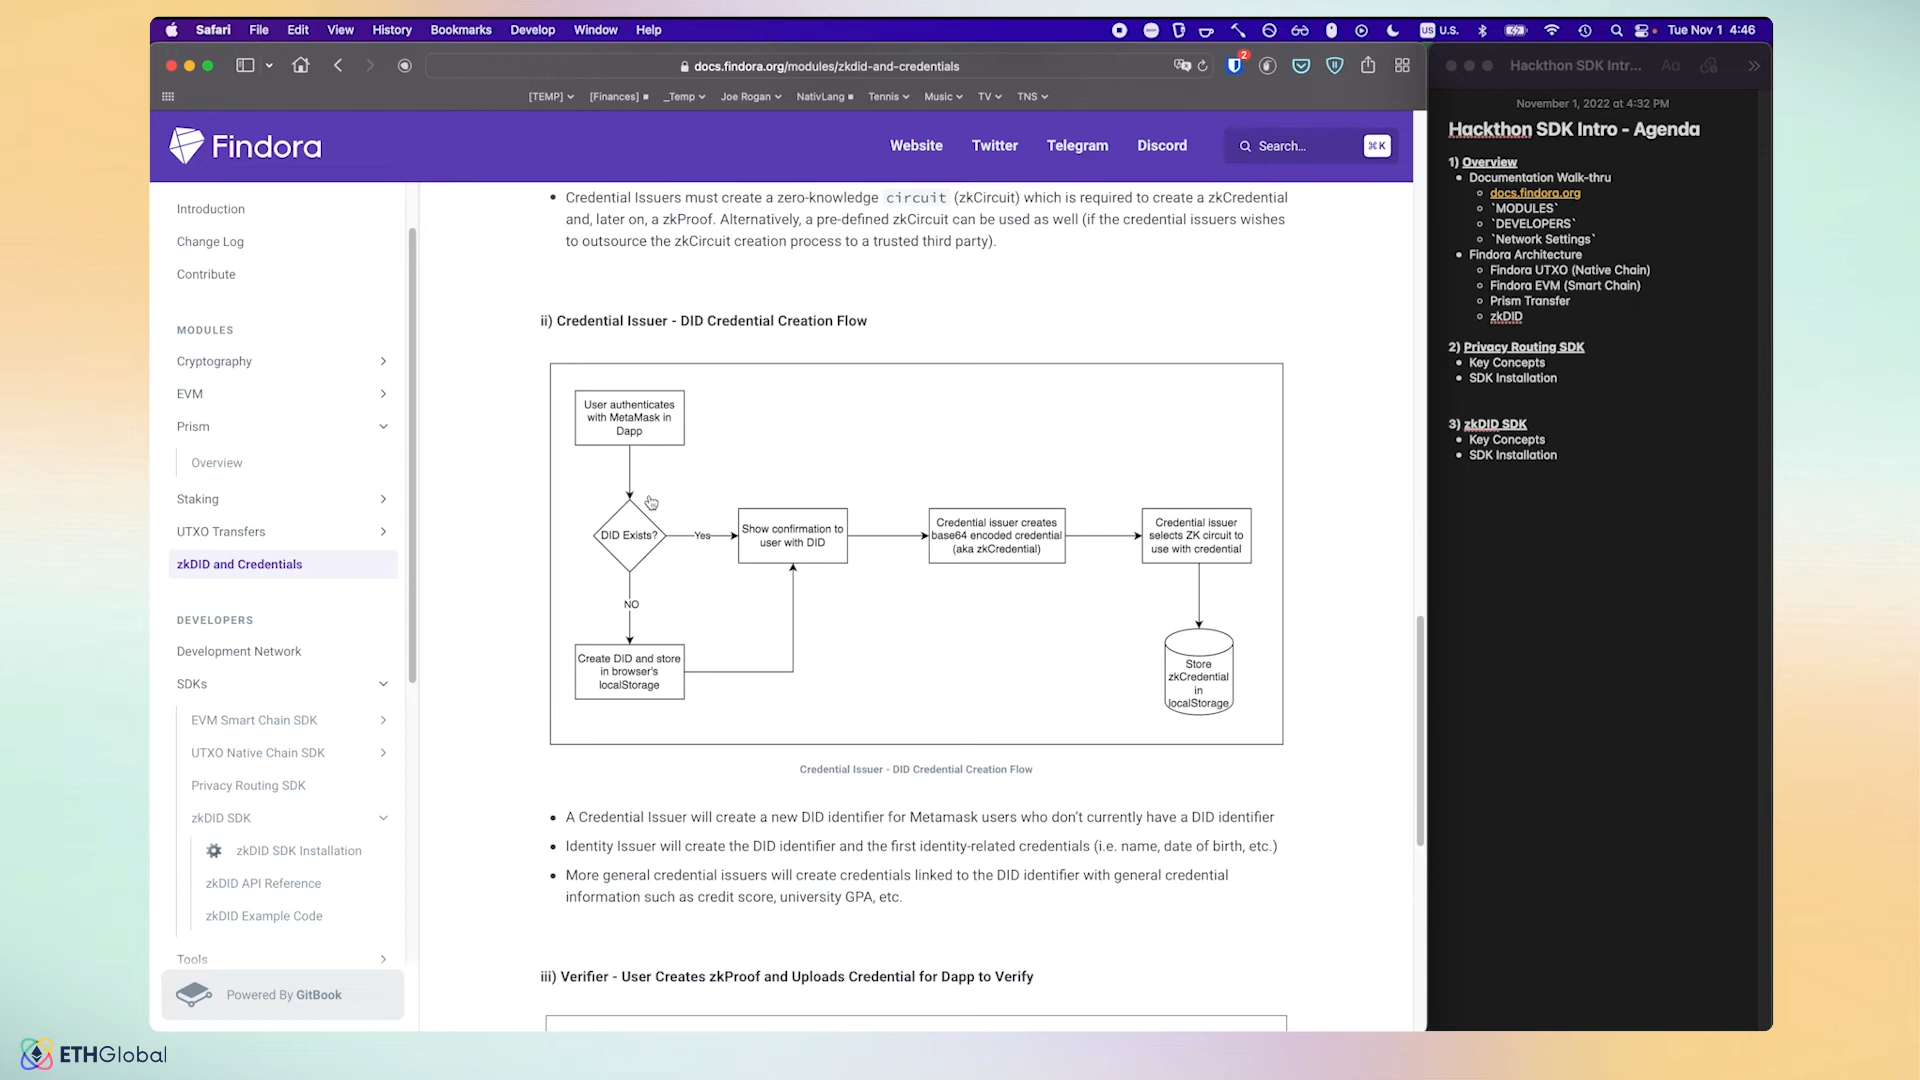 Safari File Edit View History Bookmarks Develop Window Help
US U.S.
Tue Nov 1 4:46
docs.findora.org/modules/zkdid-and-credentials
2
[TEMP] [Finances] _Temp Joe Rogan NativLang Tennis Music TV TNS
Findora
Website Twitter Telegram Discord
Search...
⌘K
Introduction
Change Log
Contribute
MODULES
Cryptography
EVM
Prism
Overview
Staking
UTXO Transfers
zkDID and Credentials
DEVELOPERS
Development Network
SDKs
EVM Smart Chain SDK
UTXO Native Chain SDK
Privacy Routing SDK
zkDID SDK
zkDID SDK Installation
zkDID API Reference
zkDID Example Code
Tools
Powered By GitBook
• Credential Issuers must create a zero-knowledge circuit (zkCircuit) which is required to create a zkCredential
and, later on, a zkProof. Alternatively, a pre-defined zkCircuit can be used as well (if the credential issuers wishes
to outsource the zkCircuit creation process to a trusted third party).
ii) Credential Issuer - DID Credential Creation Flow
User authenticates
with MetaMask in
Dapp
DID Exists?
Yes
Show confirmation to
user with DID
Credential issuer creates
base64 encoded credential
(aka zkCredential)
Credential issuer
selects ZK circuit to
use with credential
NO
Create DID and store
in browser's
localStorage
Store
zkCredential
in
localStorage
Credential Issuer - DID Credential Creation Flow
• A Credential Issuer will create a new DID identifier for Metamask users who don't currently have a DID identifier
• Identity Issuer will create the DID identifier and the first identity-related credentials (i.e. name, date of birth, etc.)
• More general credential issuers will create credentials linked to the DID identifier with general credential
information such as credit score, university GPA, etc.
iii) Verifier - User Creates zkProof and Uploads Credential for Dapp to Verify
Hackthon SDK Intr...
Aa
November 1, 2022 at 4:32 PM
Hackthon SDK Intro - Agenda
1) Overview
• Documentation Walk-thru
docs.findora.org
`MODULES`
`DEVELOPERS`
`Network Settings`
• Findora Architecture
Findora UTXO (Native Chain)
Findora EVM (Smart Chain)
Prism Transfer
zkDID
2) Privacy Routing SDK
• Key Concepts
• SDK Installation
3) zkDID SDK
• Key Concepts
• SDK Installation
ETHGlobal